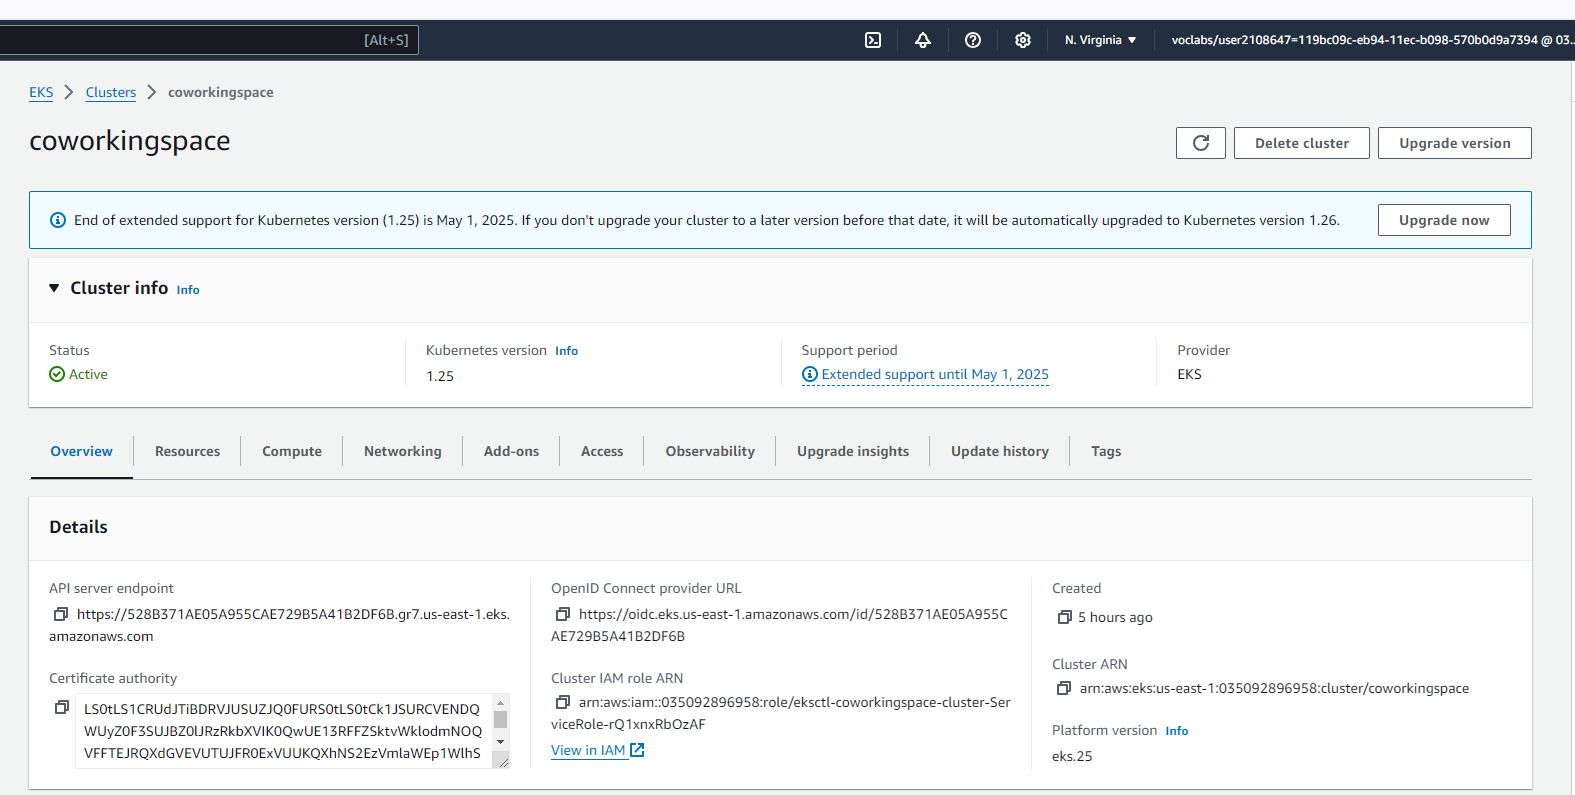 [Alt+S]
N. Virginia
voclabs/user2108647=119bc09c-eb94-11ec-b098-570b0d9a7394 @ 03...
EKS > Clusters > coworkingspace
coworkingspace
Delete cluster
Upgrade version
End of extended support for Kubernetes version (1.25) is May 1, 2025. If you don't upgrade your cluster to a later version before that date, it will be automatically upgraded to Kubernetes version 1.26.
Upgrade now
Cluster info Info
Status
Active
Kubernetes version Info
1.25
Support period
Extended support until May 1, 2025
Provider
EKS
Overview
Resources
Compute
Networking
Add-ons
Access
Observability
Upgrade insights
Update history
Tags
Details
API server endpoint
https://528B371AE05A955CAE729B5A41B2DF6B.gr7.us-east-1.eks.
amazonaws.com
Certificate authority
LS0tLS1CRUdJTiBDRVJUSUZJQ0FURS0tLS0tCk1JSURCVENDQ
WUyZ0F3SUJBZ0lJRzRkbXVIK0QwUE13RFFZSktvWklodmNOQ
VFFTEJRQXdGVEVUTUJFR0ExVUUKQXhNS2EzVmlaWEp1WlhS
OpenID Connect provider URL
https://oidc.eks.us-east-1.amazonaws.com/id/528B371AE05A955C
AE729B5A41B2DF6B
Cluster IAM role ARN
arn:aws:iam::035092896958:role/eksctl-coworkingspace-cluster-Ser
viceRole-rQ1xnxRbOzAF
View in IAM
Created
5 hours ago
Cluster ARN
arn:aws:eks:us-east-1:035092896958:cluster/coworkingspace
Platform version Info
eks.25